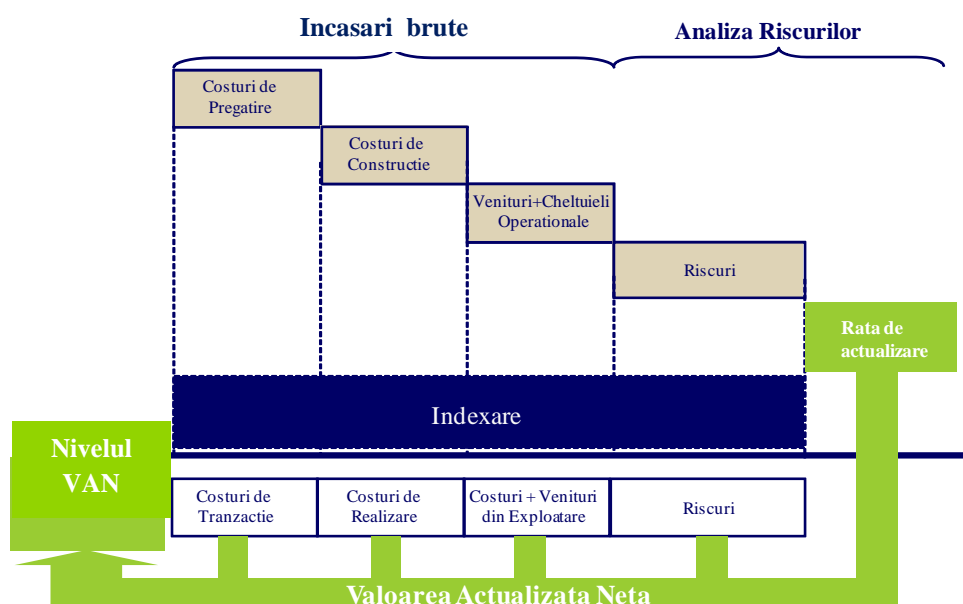 Incasari brute
Analiza Riscurilor
Costuri de
Pregatire
Costuri de
Constructie
Venituri+Cheltuieli
Operationale
Riscuri
Rata de
actualizare
Indexare
Nivelul
VAN
Costuri de
Tranzactie
Costuri de
Realizare
Costuri + Venituri
din Exploatare
Riscuri
Valoarea Actualizata Neta